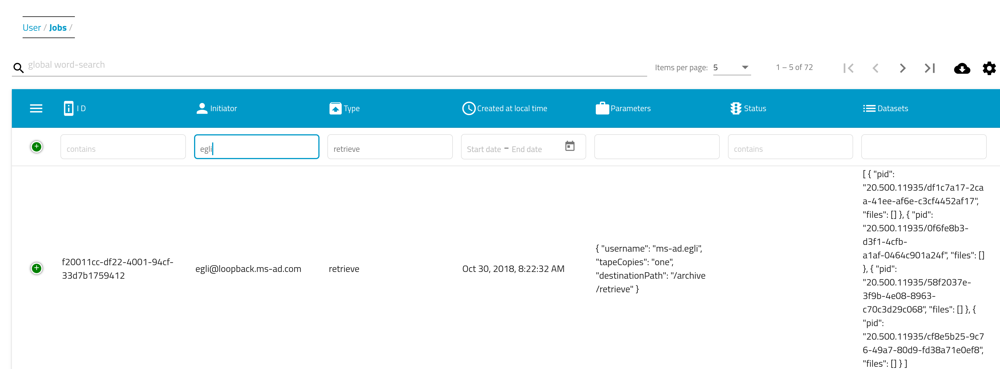 User / Jobs /
global word-search
Items per page: 5
1 – 5 of 72
I D
Initiator
Type
Created at local time
Parameters
Status
Datasets
contains
egli
retrieve
Start date – End date
contains
f20011cc-df22-4001-94cf-
33d7b1759412
egli@loopback.ms-ad.com
retrieve
Oct 30, 2018, 8:22:32 AM
{ "username": "ms-ad.egli",
"tapeCopies": "one",
"destinationPath": "/archive
/retrieve" }
[ { "pid":
"20.500.11935/df1c7a17-2ca
a-41ee-af6e-c3cf4452af17",
"files": [] }, { "pid":
"20.500.11935/0f6fe8b3-
d3f1-4cfb-
a1af-0464c901a24f", "files": []
}, { "pid":
"20.500.11935/58f2037e-
3f9b-4e08-8963-
c70c3d29c068", "files": [] }, {
"pid":
"20.500.11935/cf8e5b25-9c7
6-49a7-80d9-fd38a71e0ef8",
"files": [] } ]